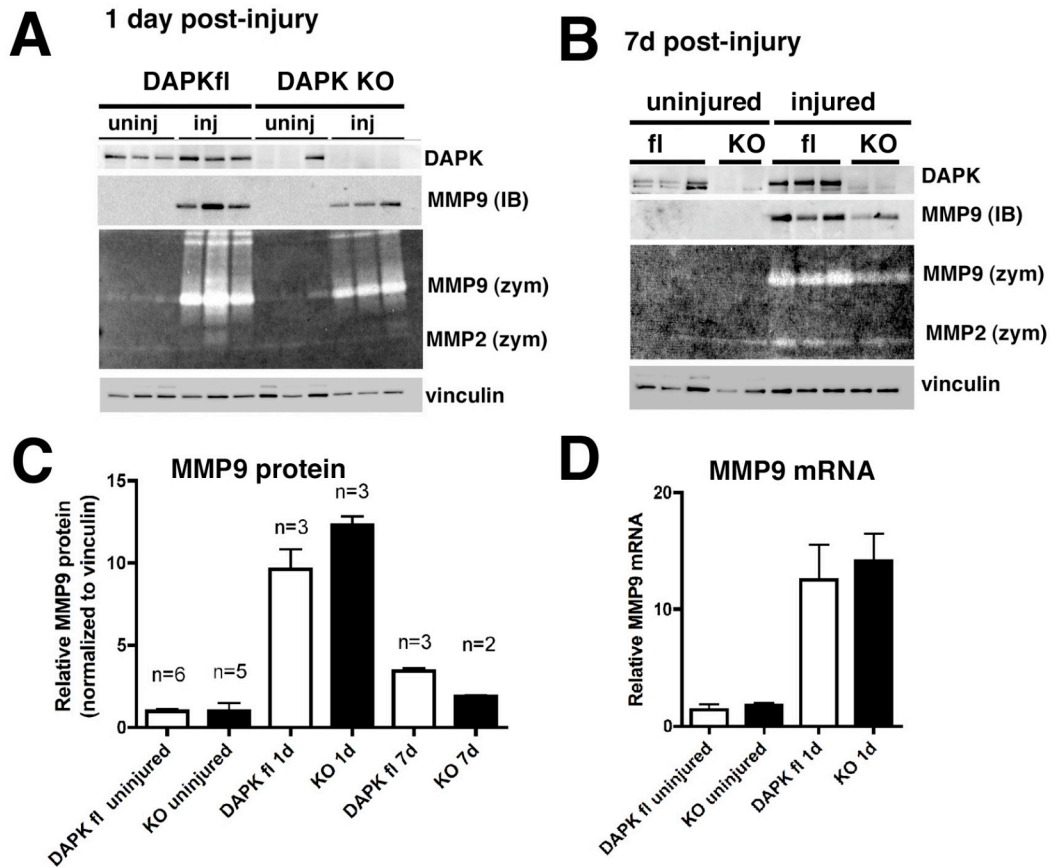 A 1 day post-injury
DAPKfl DAPK KO
uninj inj uninj inj
DAPK
MMP9 (IB)
MMP9 (zym)
MMP2 (zym)
vinculin
B 7d post-injury
uninjured injured
fl KO fl KO
DAPK
MMP9 (IB)
MMP9 (zym)
MMP2 (zym)
vinculin
C MMP9 protein
Relative MMP9 protein
(normalized to vinculin)
15
10
5
0
n=6
n=5
n=3
n=3
n=3
n=2
DAPK fl uninjured
KO uninjured
DAPK fl 1d
KO 1d
DAPK fl 7d
KO 7d
D MMP9 mRNA
Relative MMP9 mRNA
20
10
0
DAPK fl uninjured
KO uninjured
DAPK fl 1d
KO 1d